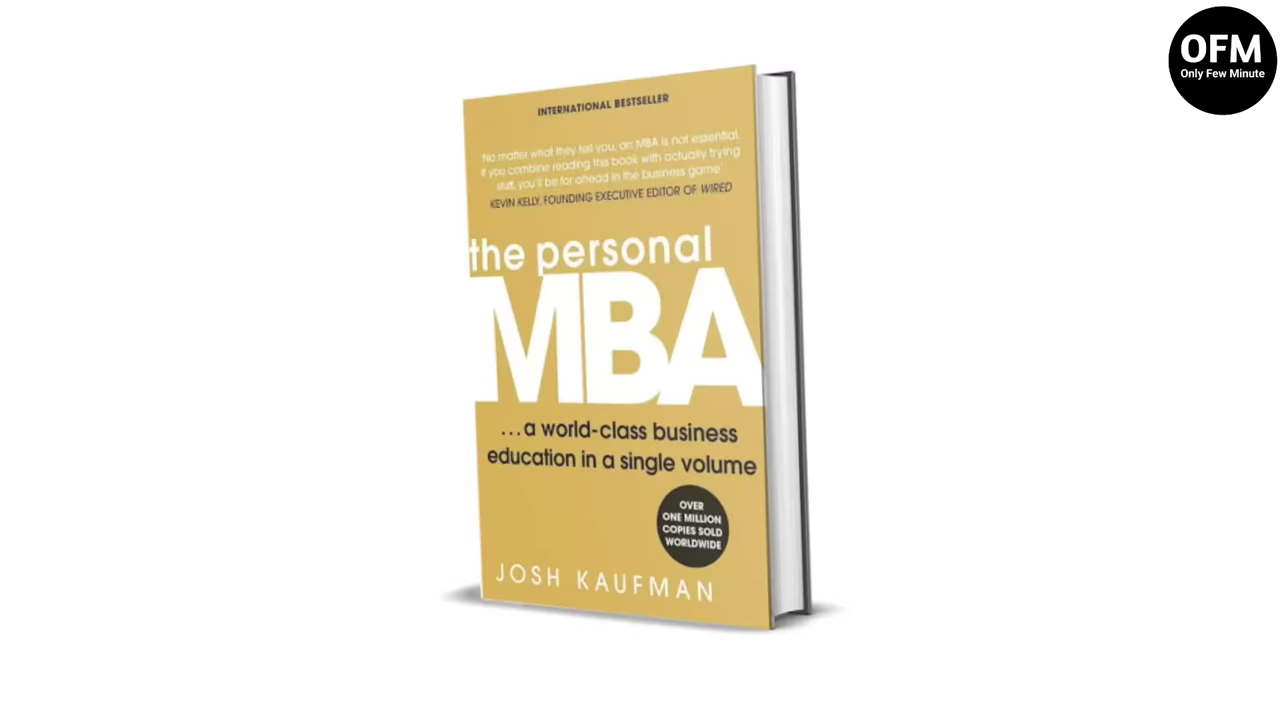 INTERNATIONAL BESTSELLER
'No matter what they tell you, an MBA is not essential.
If you combine reading this book with actually trying
stuff, you'll be far ahead in the business game'
KEVIN KELLY, FOUNDING EXECUTIVE EDITOR OF WIRED
the personal
MBA
...a world-class business
education in a single volume
OVER
ONE MILLION
COPIES SOLD
WORLDWIDE
JOSH KAUFMAN
OFM
Only Few Minute